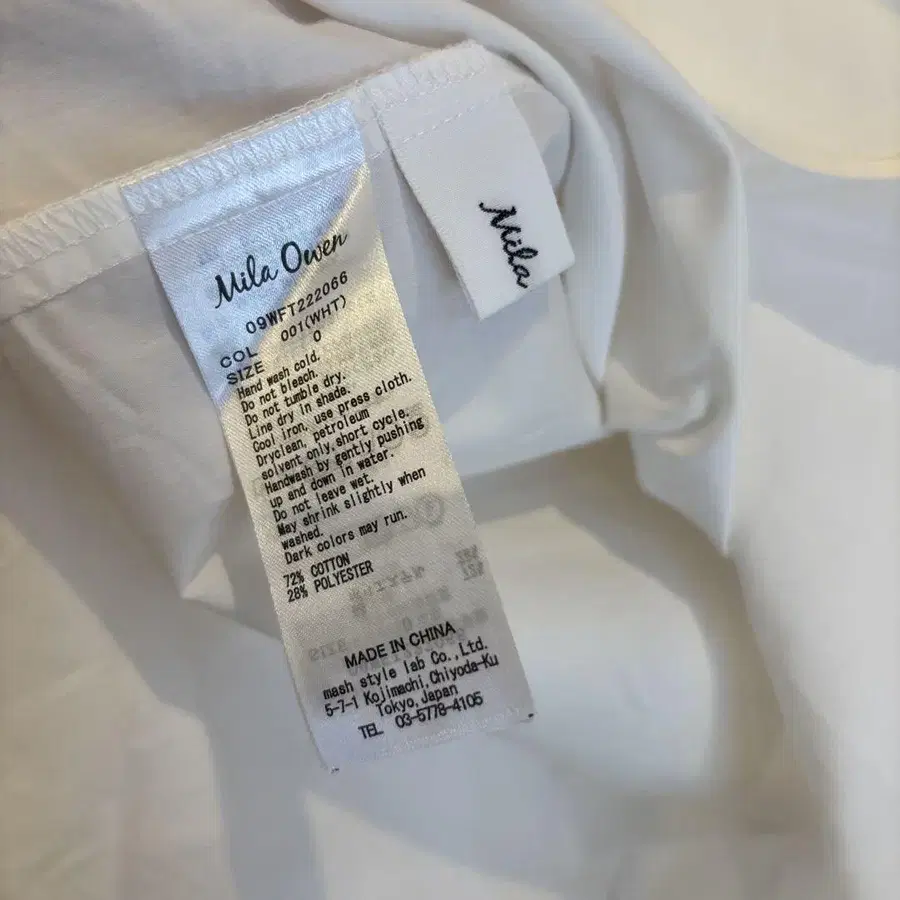 Mila Owen
09WFT222066
COL 001(WHT)
SIZE 0
Hand wash cold.
Do not bleach.
Do not tumble dry.
Line dry in shade.
Cool iron, use press cloth.
Dryclean, petroleum
solvent only,short cycle.
Handwash by gently pushing
up and down in water.
Do not leave wet.
May shrink slightly when
washed.
Dark colors may run.
72% COTTON
28% POLYESTER
MADE IN CHINA
mash style lab Co.,Ltd.
5-7-1 Kojimachi,Chiyoda-Ku
Tokyo,Japan
TEL 03-5778-4105
Mila